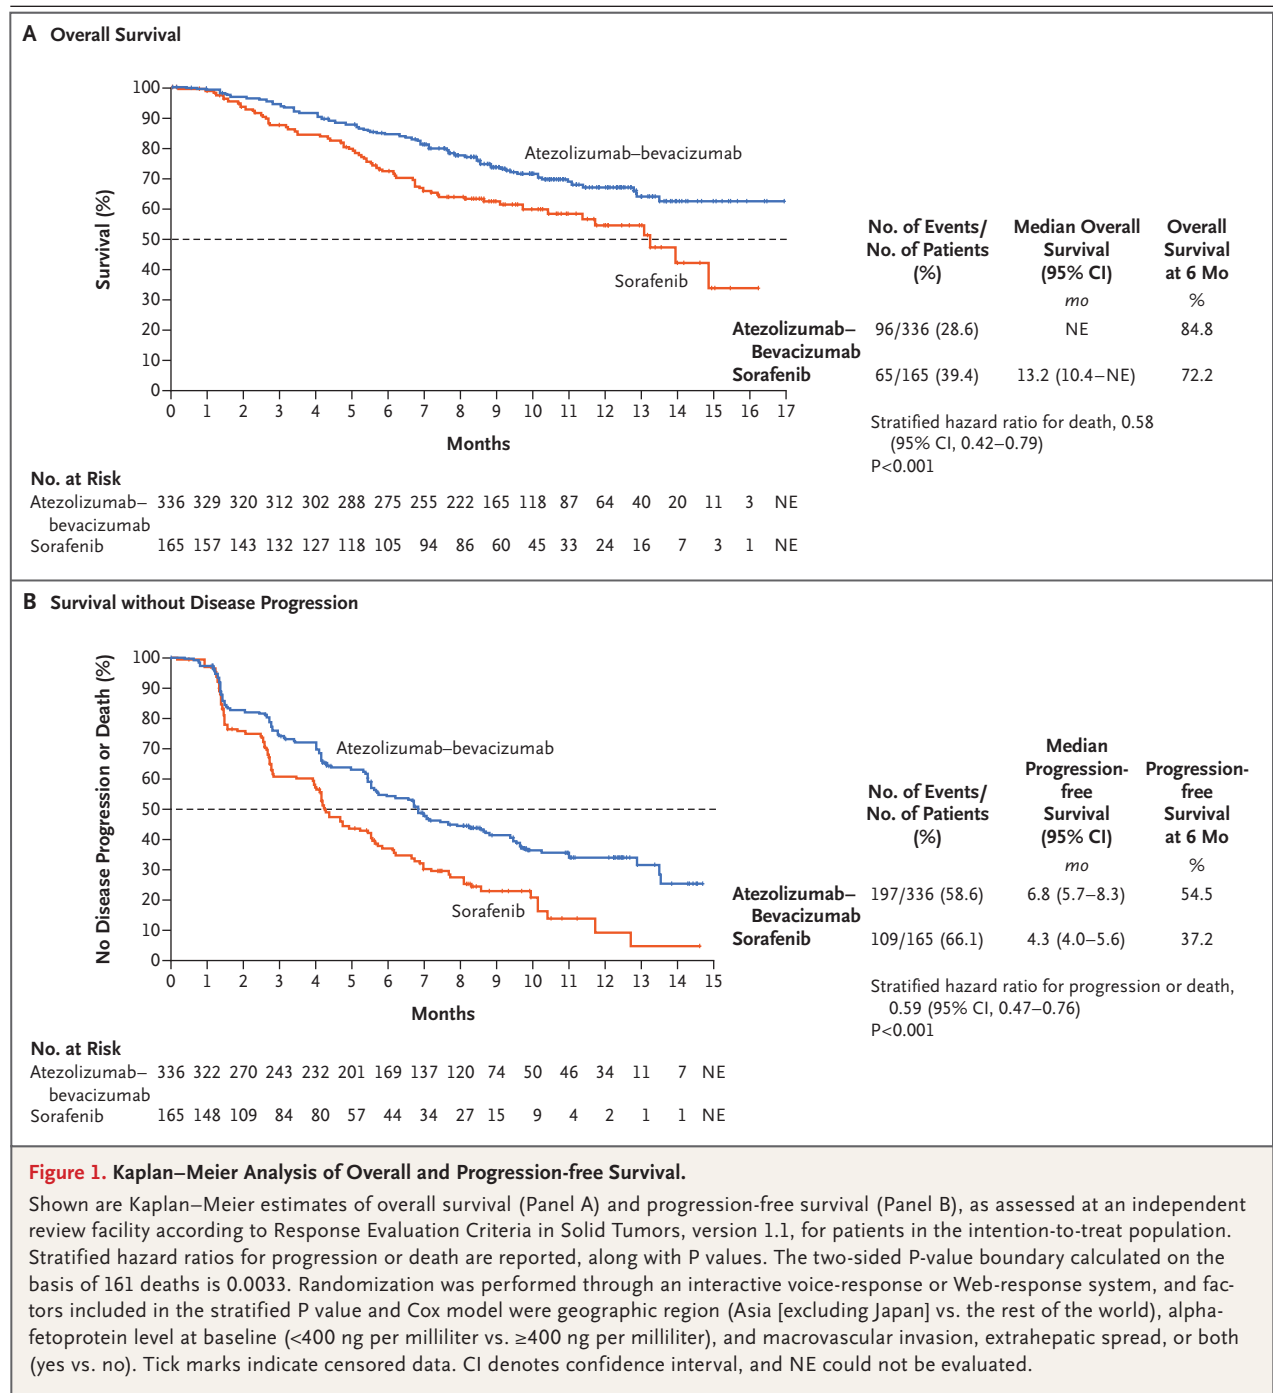 A Overall Survival
100
90
80
70
60
50
40
30
20
10
0
Survival (%)
Atezolizumab–bevacizumab
Sorafenib
0 1 2 3 4 5 6 7 8 9 10 11 12 13 14 15 16 17
Months
No. of Events/ Median Overall Overall
No. of Patients Survival Survival
(%) (95% CI) at 6 Mo
mo %
Atezolizumab– 96/336 (28.6) NE 84.8
Bevacizumab
Sorafenib 65/165 (39.4) 13.2 (10.4–NE) 72.2
Stratified hazard ratio for death, 0.58
(95% CI, 0.42–0.79)
P<0.001
No. at Risk
Atezolizumab– 336 329 320 312 302 288 275 255 222 165 118 87 64 40 20 11 3 NE
bevacizumab
Sorafenib 165 157 143 132 127 118 105 94 86 60 45 33 24 16 7 3 1 NE
B Survival without Disease Progression
100
90
80
70
60
50
40
30
20
10
0
No Disease Progression or Death (%)
Atezolizumab–bevacizumab
Sorafenib
0 1 2 3 4 5 6 7 8 9 10 11 12 13 14 15
Months
Median
Progression- Progression-
No. of Events/ free free
No. of Patients Survival Survival
(%) (95% CI) at 6 Mo
mo %
Atezolizumab– 197/336 (58.6) 6.8 (5.7–8.3) 54.5
Bevacizumab
Sorafenib 109/165 (66.1) 4.3 (4.0–5.6) 37.2
Stratified hazard ratio for progression or death,
0.59 (95% CI, 0.47–0.76)
P<0.001
No. at Risk
Atezolizumab– 336 322 270 243 232 201 169 137 120 74 50 46 34 11 7 NE
bevacizumab
Sorafenib 165 148 109 84 80 57 44 34 27 15 9 4 2 1 1 NE
Figure 1. Kaplan–Meier Analysis of Overall and Progression-free Survival.
Shown are Kaplan–Meier estimates of overall survival (Panel A) and progression-free survival (Panel B), as assessed at an independent
review facility according to Response Evaluation Criteria in Solid Tumors, version 1.1, for patients in the intention-to-treat population.
Stratified hazard ratios for progression or death are reported, along with P values. The two-sided P-value boundary calculated on the
basis of 161 deaths is 0.0033. Randomization was performed through an interactive voice-response or Web-response system, and fac-
tors included in the stratified P value and Cox model were geographic region (Asia [excluding Japan] vs. the rest of the world), alpha-
fetoprotein level at baseline (<400 ng per milliliter vs. ≥400 ng per milliliter), and macrovascular invasion, extrahepatic spread, or both
(yes vs. no). Tick marks indicate censored data. CI denotes confidence interval, and NE could not be evaluated.